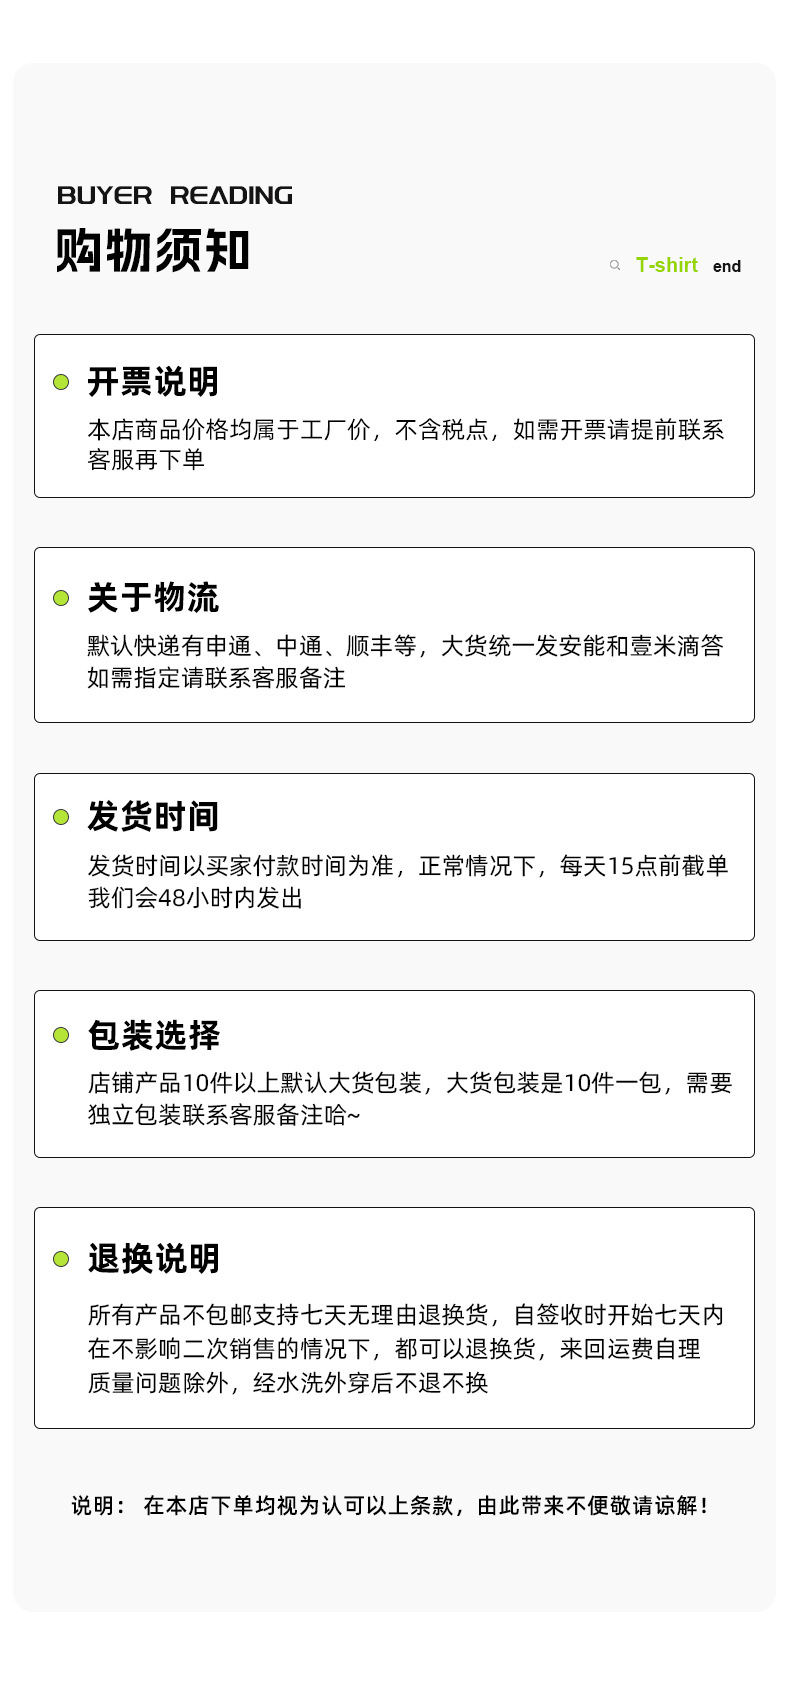 BUYER READING
购物须知
T-shirt end
开票说明
本店商品价格均属于工厂价，不含税点，如需开票请提前联系
客服再下单
关于物流
默认快递有申通、中通、顺丰等，大货统一发安能和壹米滴答
如需指定请联系客服备注
发货时间
发货时间以买家付款时间为准，正常情况下，每天15点前截单
我们会48小时内发出
包装选择
店铺产品10件以上默认大货包装，大货包装是10件一包，需要
独立包装联系客服备注哈~
退换说明
所有产品不包邮支持七天无理由退换货，自签收时开始七天内
在不影响二次销售的情况下，都可以退换货，来回运费自理
质量问题除外，经水洗外穿后不退不换
说明： 在本店下单均视为认可以上条款，由此带来不便敬请谅解！